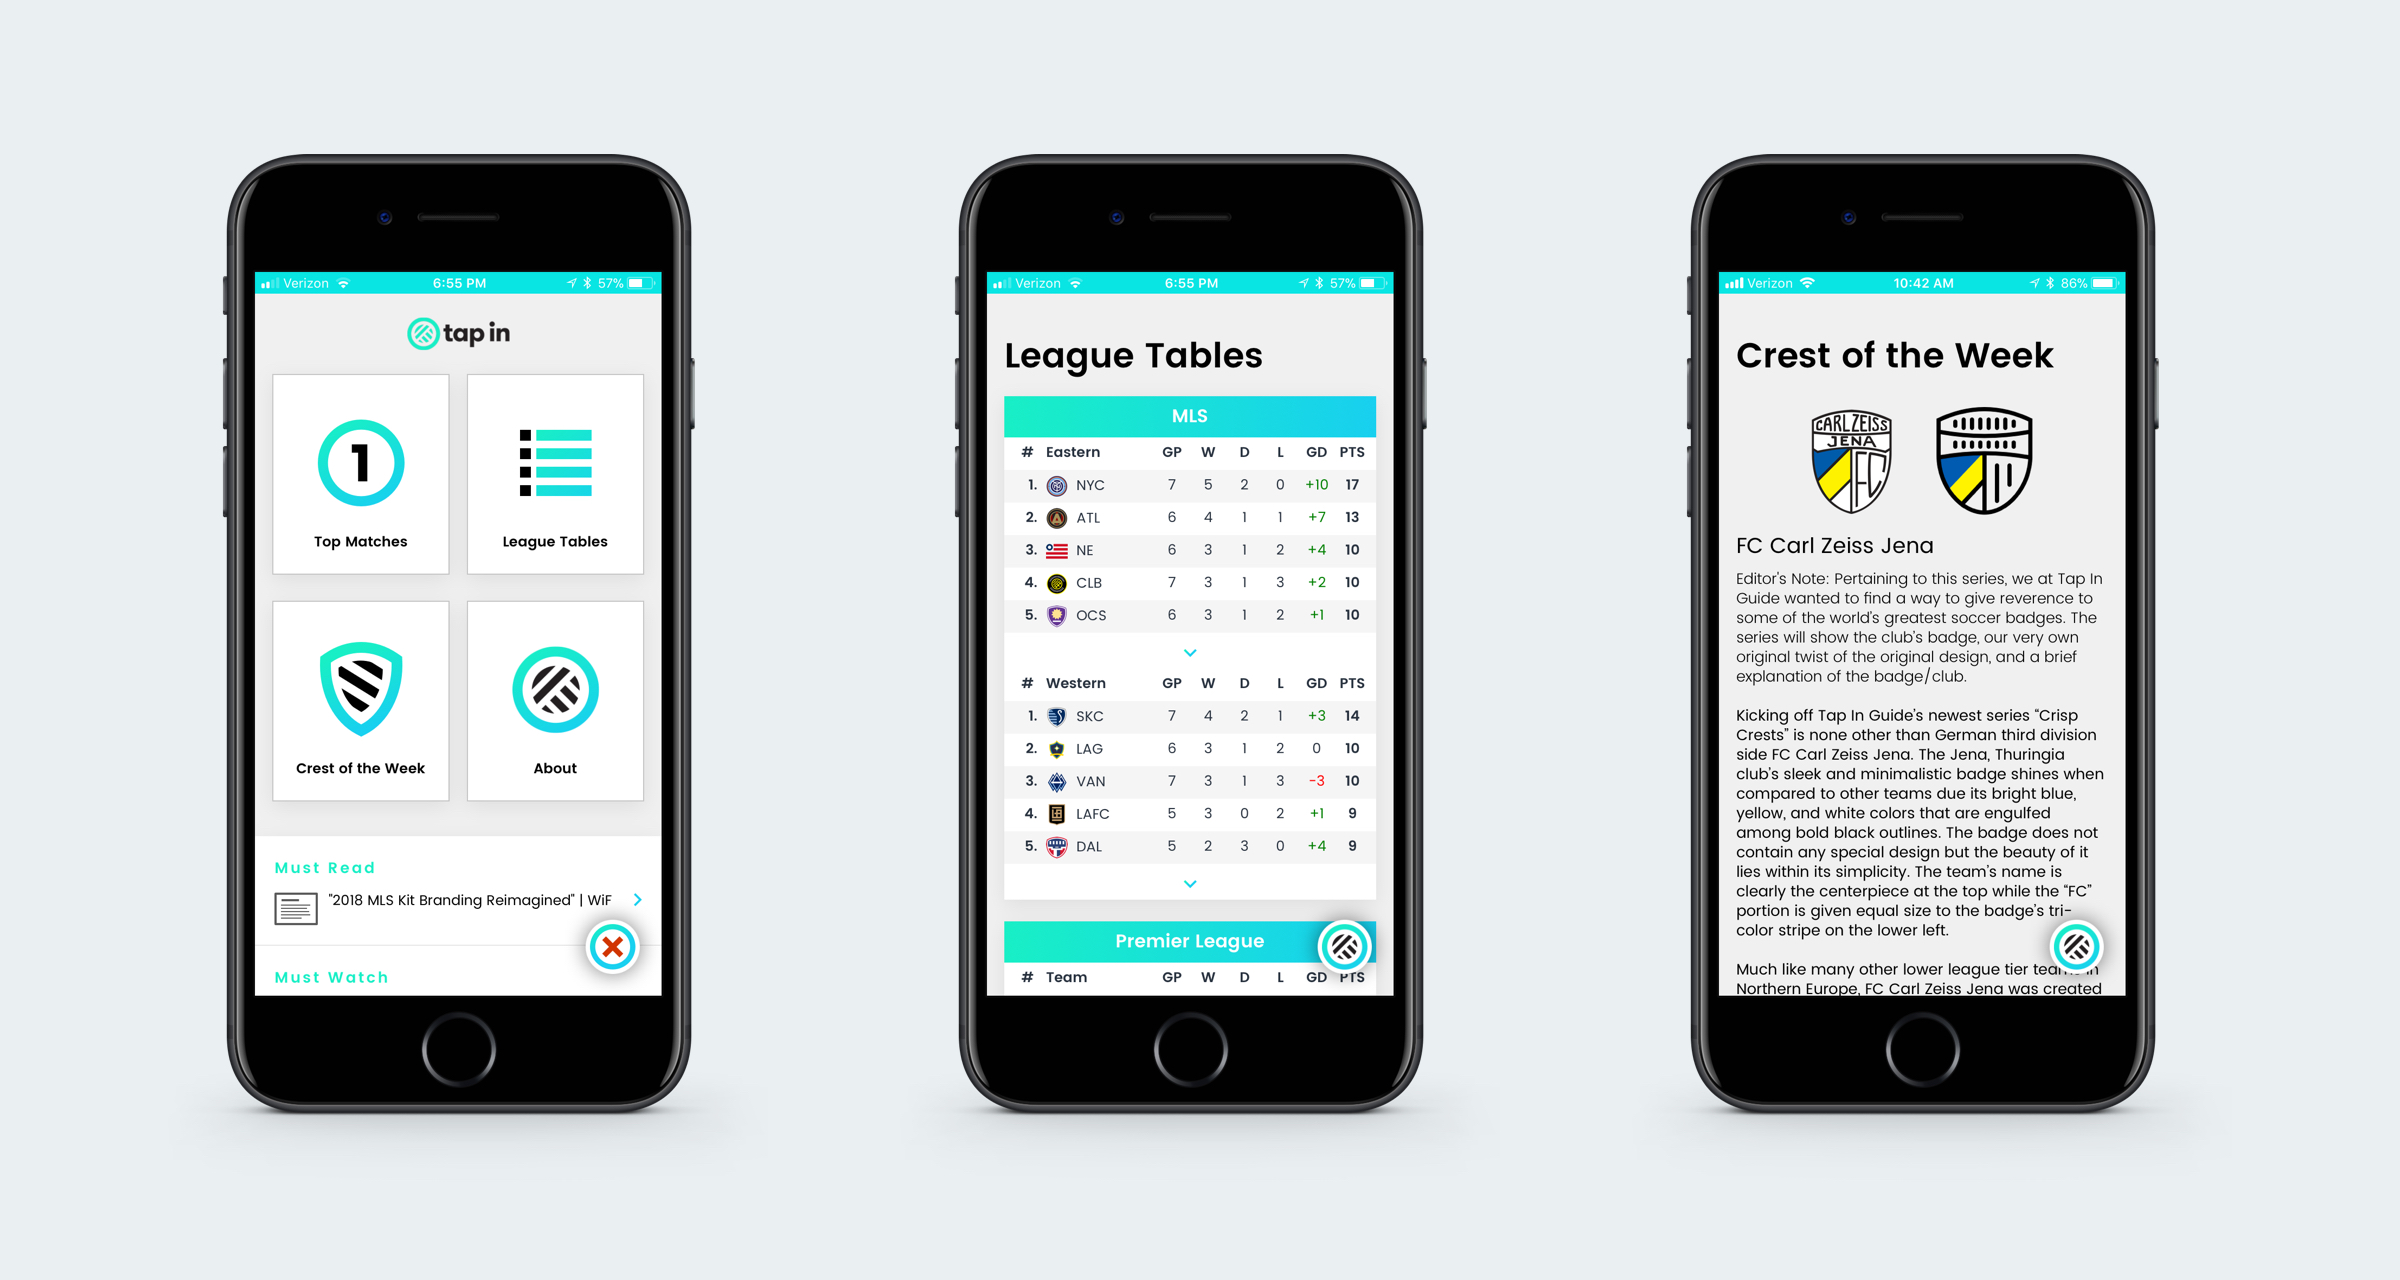 Verizon 6:55 PM 57%
tap in
1
Top Matches League Tables
Crest of the Week About
Must Read
"2018 MLS Kit Branding Reimagined" | WiF
Must Watch
Verizon 6:55 PM 57%
League Tables
MLS
# Eastern GP W D L GD PTS
1. NYC 7 5 2 0 +10 17
2. ATL 6 4 1 1 +7 13
3. NE 6 3 1 2 +4 10
4. CLB 7 3 1 3 +2 10
5. OCS 6 3 1 2 +1 10
# Western GP W D L GD PTS
1. SKC 7 4 2 1 +3 14
2. LAG 6 3 1 2 0 10
3. VAN 7 3 1 3 -3 10
4. LAFC 5 3 0 2 +1 9
5. DAL 5 2 3 0 +4 9
Premier League
# Team GP W D L GD PTS
Verizon 10:42 AM 86%
Crest of the Week
CARL ZEISS
JENA
FC
FC Carl Zeiss Jena
Editor's Note: Pertaining to this series, we at Tap In
Guide wanted to find a way to give reverence to
some of the world's greatest soccer badges. The
series will show the club's badge, our very own
original twist of the original design, and a brief
explanation of the badge/club.
Kicking off Tap In Guide's newest series “Crisp
Crests” is none other than German third division
side FC Carl Zeiss Jena. The Jena, Thuringia
club's sleek and minimalistic badge shines when
compared to other teams due its bright blue,
yellow, and white colors that are engulfed
among bold black outlines. The badge does not
contain any special design but the beauty of it
lies within its simplicity. The team's name is
clearly the centerpiece at the top while the “FC”
portion is given equal size to the badge's tri-
color stripe on the lower left.
Much like many other lower league tier teams in
Northern Europe, FC Carl Zeiss Jena was created